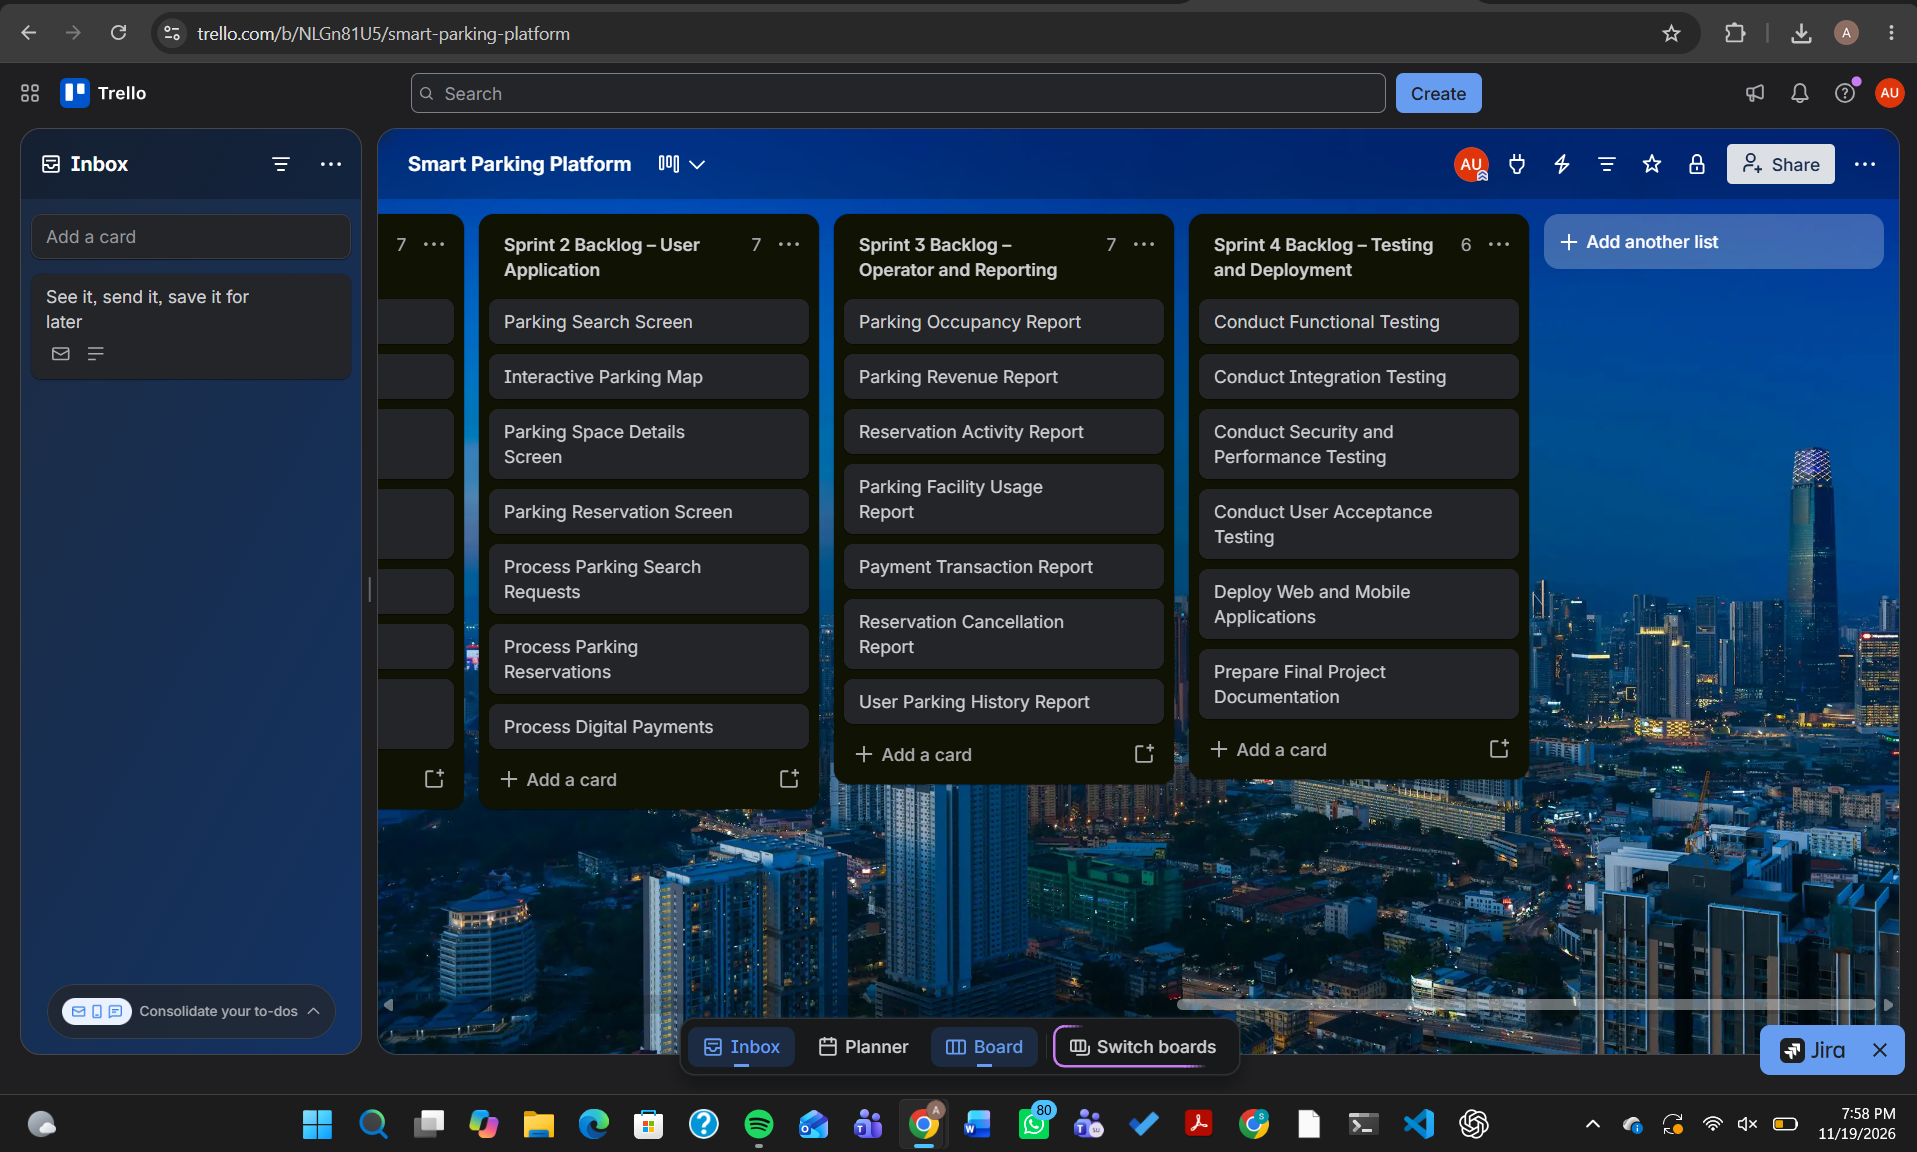 trello.com/b/NLGn81U5/smart-parking-platform
A
Trello
Search
Create
AU
Inbox
Add a card
See it, send it, save it for
later
Consolidate your to-dos
Smart Parking Platform
AU
Share
7
Sprint 2 Backlog – User
Application
7
Parking Search Screen
Interactive Parking Map
Parking Space Details
Screen
Parking Reservation Screen
Process Parking Search
Requests
Process Parking
Reservations
Process Digital Payments
Add a card
Sprint 3 Backlog –
Operator and Reporting
7
Parking Occupancy Report
Parking Revenue Report
Reservation Activity Report
Parking Facility Usage
Report
Payment Transaction Report
Reservation Cancellation
Report
User Parking History Report
Add a card
Sprint 4 Backlog – Testing
and Deployment
6
Conduct Functional Testing
Conduct Integration Testing
Conduct Security and
Performance Testing
Conduct User Acceptance
Testing
Deploy Web and Mobile
Applications
Prepare Final Project
Documentation
Add a card
Add another list
Inbox
Planner
Board
Switch boards
Jira
80
7:58 PM
11/19/2026